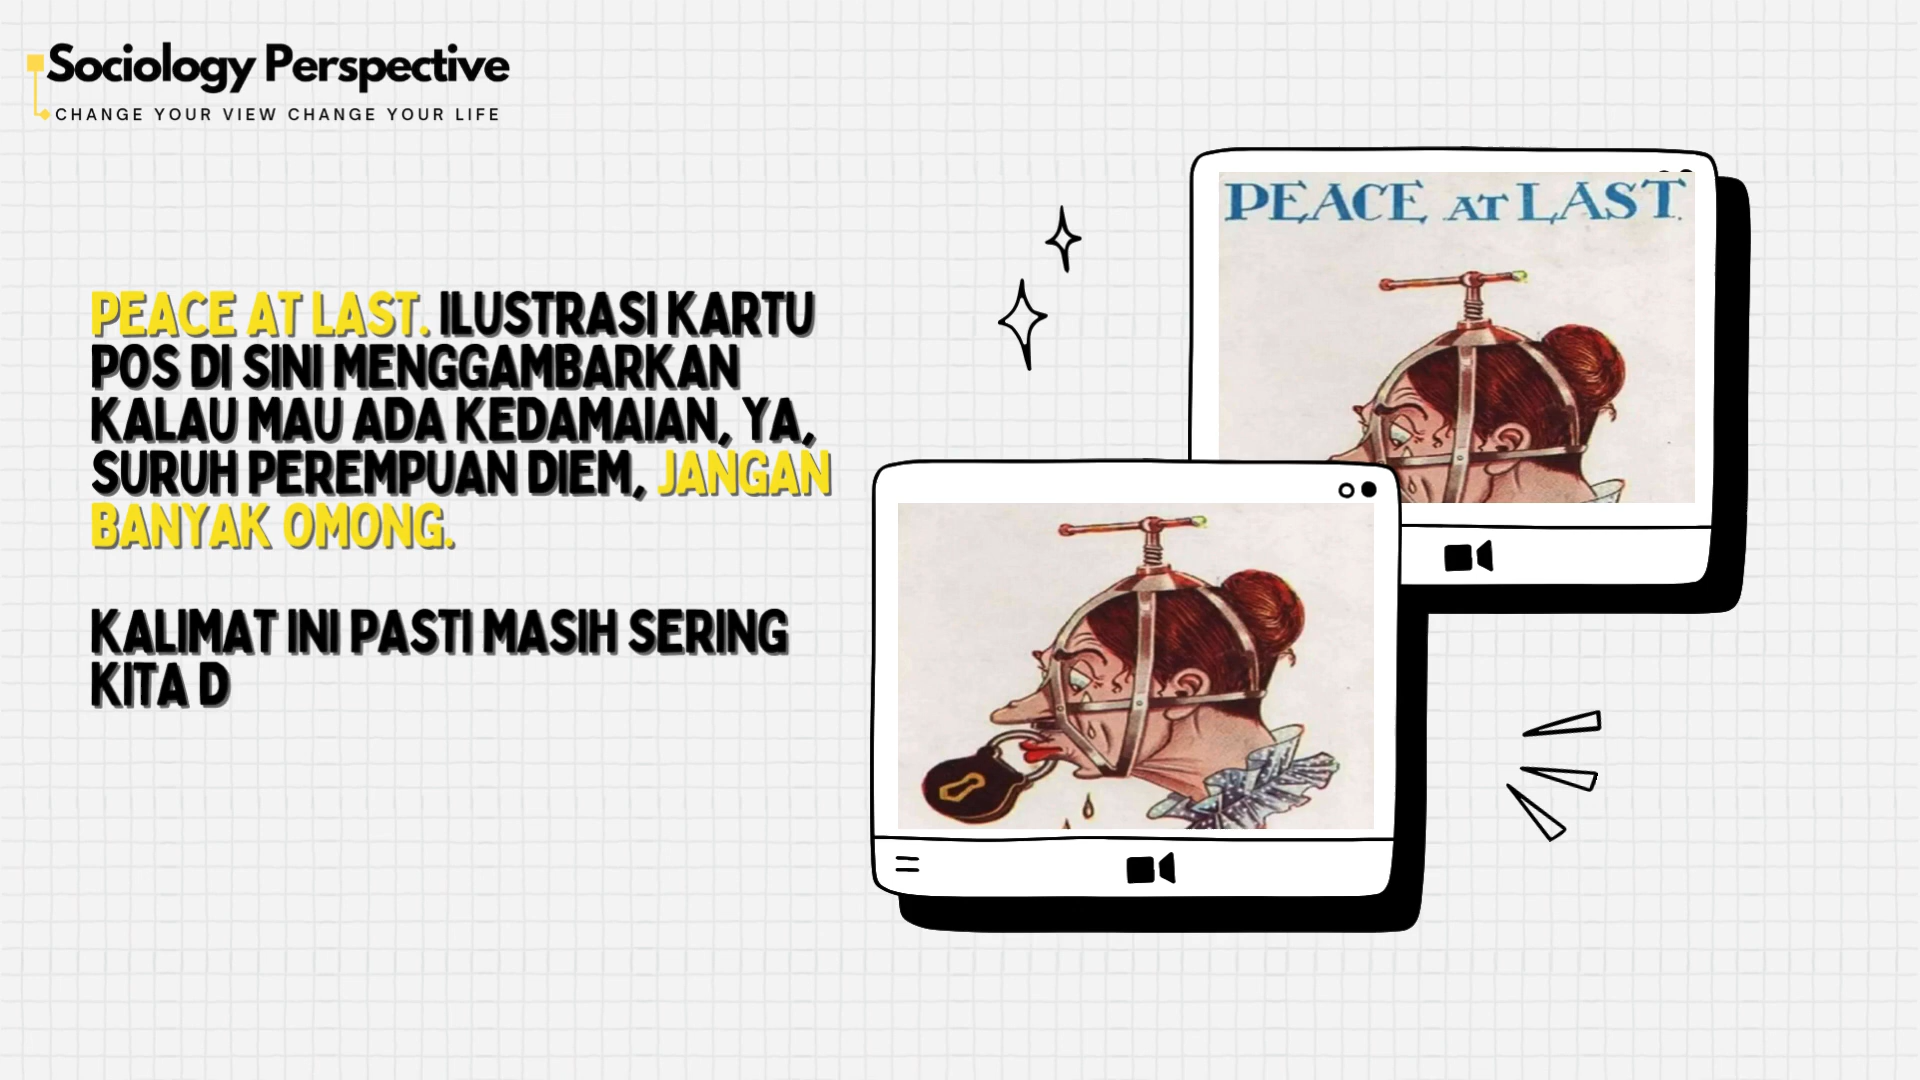 Sociology Perspective
CHANGE YOUR VIEW CHANGE YOUR LIFE
PEACE AT LAST. ILUSTRASI KARTU
POS DI SINI MENGGAMBARKAN
KALAU MAU ADA KEDAMAIAN, YA,
SURUH PEREMPUAN DIEM, JANGAN
BANYAK OMONG.
KALIMAT INI PASTI MASIH SERING
KITA D
PEACE AT LAST.